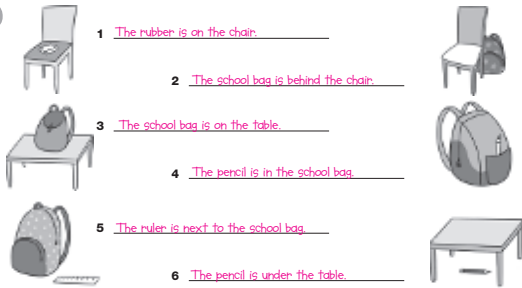 1 The rubber is on the chair.
2 The school bag is behind the chair.
3 The school bag is on the table.
4 The pencil is in the school bag.
5 The ruler is next to the school bag.
6 The pencil is under the table.